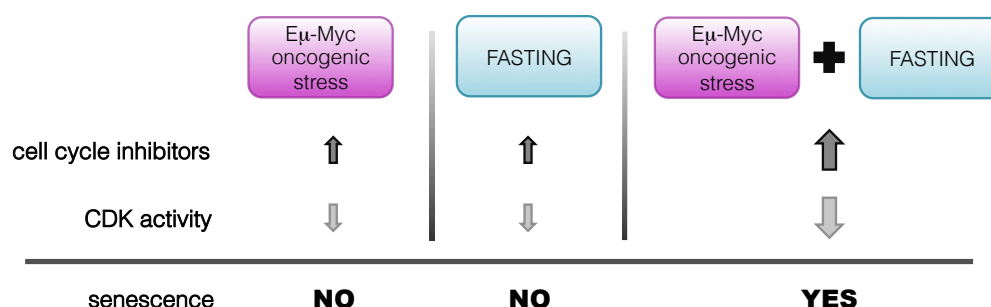 Eμ-Myc
oncogenic
stress
FASTING
Eμ-Myc
oncogenic
stress
FASTING
cell cycle inhibitors
CDK activity
senescence NO NO YES